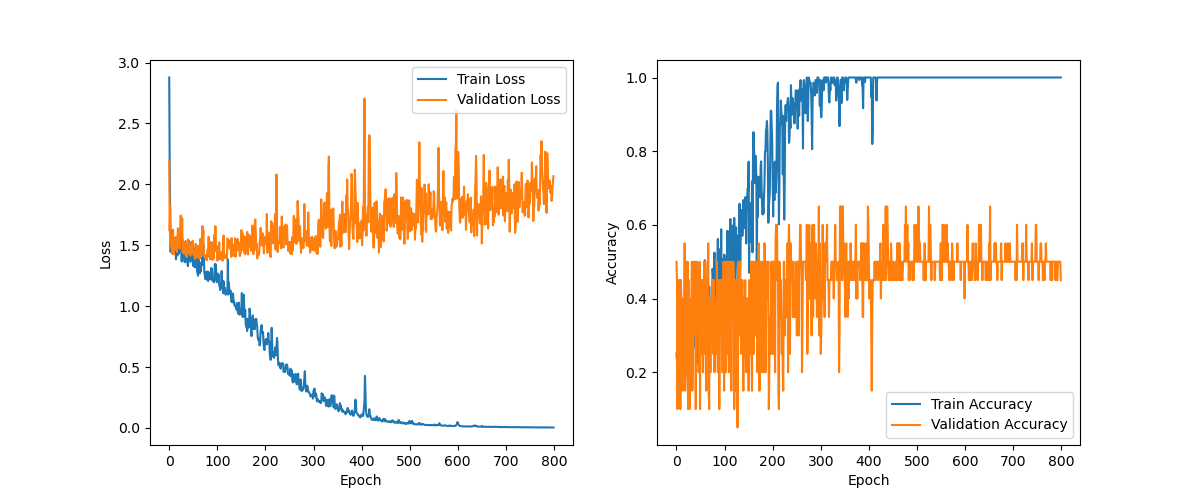 3.0
2.5
2.0
1.5
1.0
0.5
0.0
Loss
0 100 200 300 400 500 600 700 800
Epoch
Train Loss
Validation Loss
1.0
0.8
0.6
0.4
0.2
Accuracy
0 100 200 300 400 500 600 700 800
Epoch
Train Accuracy
Validation Accuracy